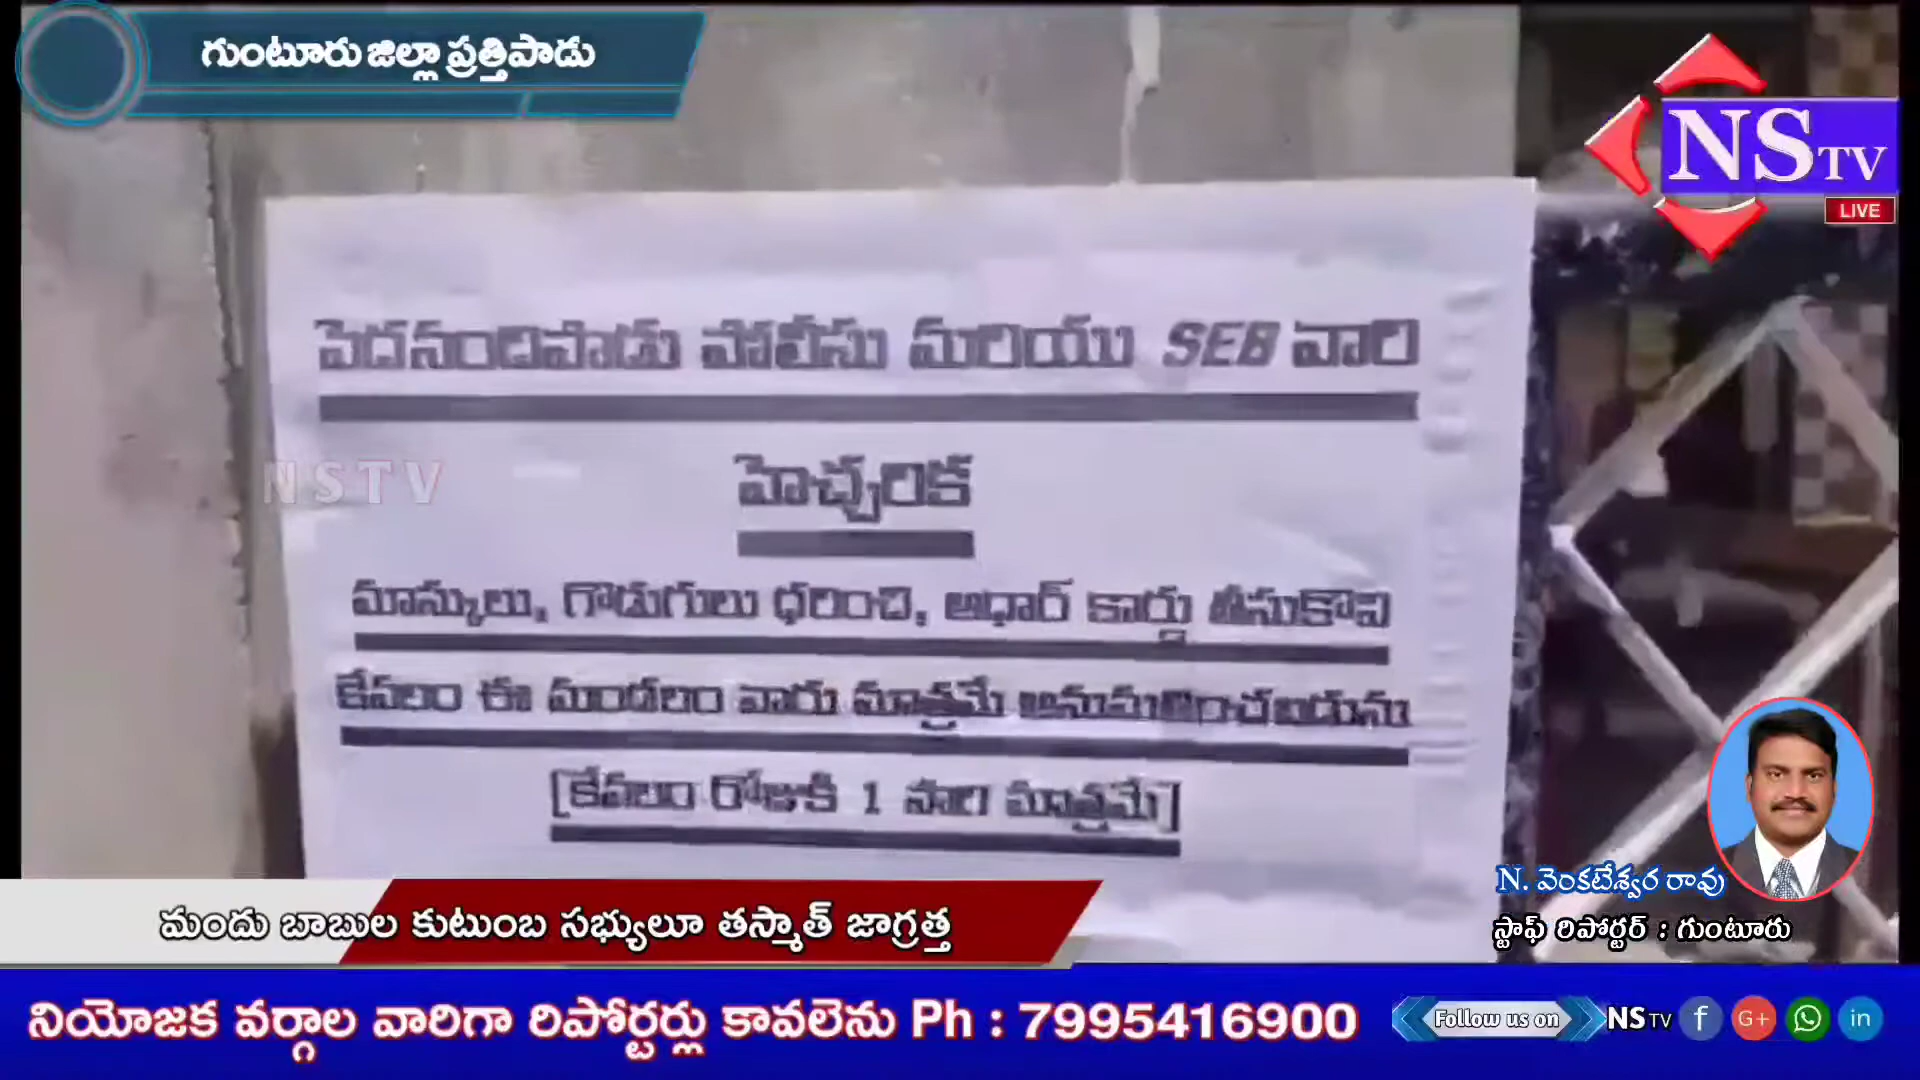 గుంటూరు జిల్లా ప్రత్తిపాడు
NS TV
LIVE
పెదనందిపాడు పోలీసు మరియు SEB వారి
హెచ్చరిక
NSTV
మాస్కులు, గొడుగులు ధరించి, ఆధార్ కార్డు తీసుకొని
కేవలం ఈ మండలం వారు మాత్రమే అనుమతించబడును
[కేవలం రోజుకి 1 సారి మాత్రమే]
N. వెంకటేశ్వర రావు
స్టాఫ్ రిపోర్టర్ : గుంటూరు
మందు బాబుల కుటుంబ సభ్యులూ తస్మాత్ జాగ్రత్త
నియోజక వర్గాల వారిగా రిపోర్టర్లు కావలెను Ph : 7995416900
Follow us on NS TV f G+ in